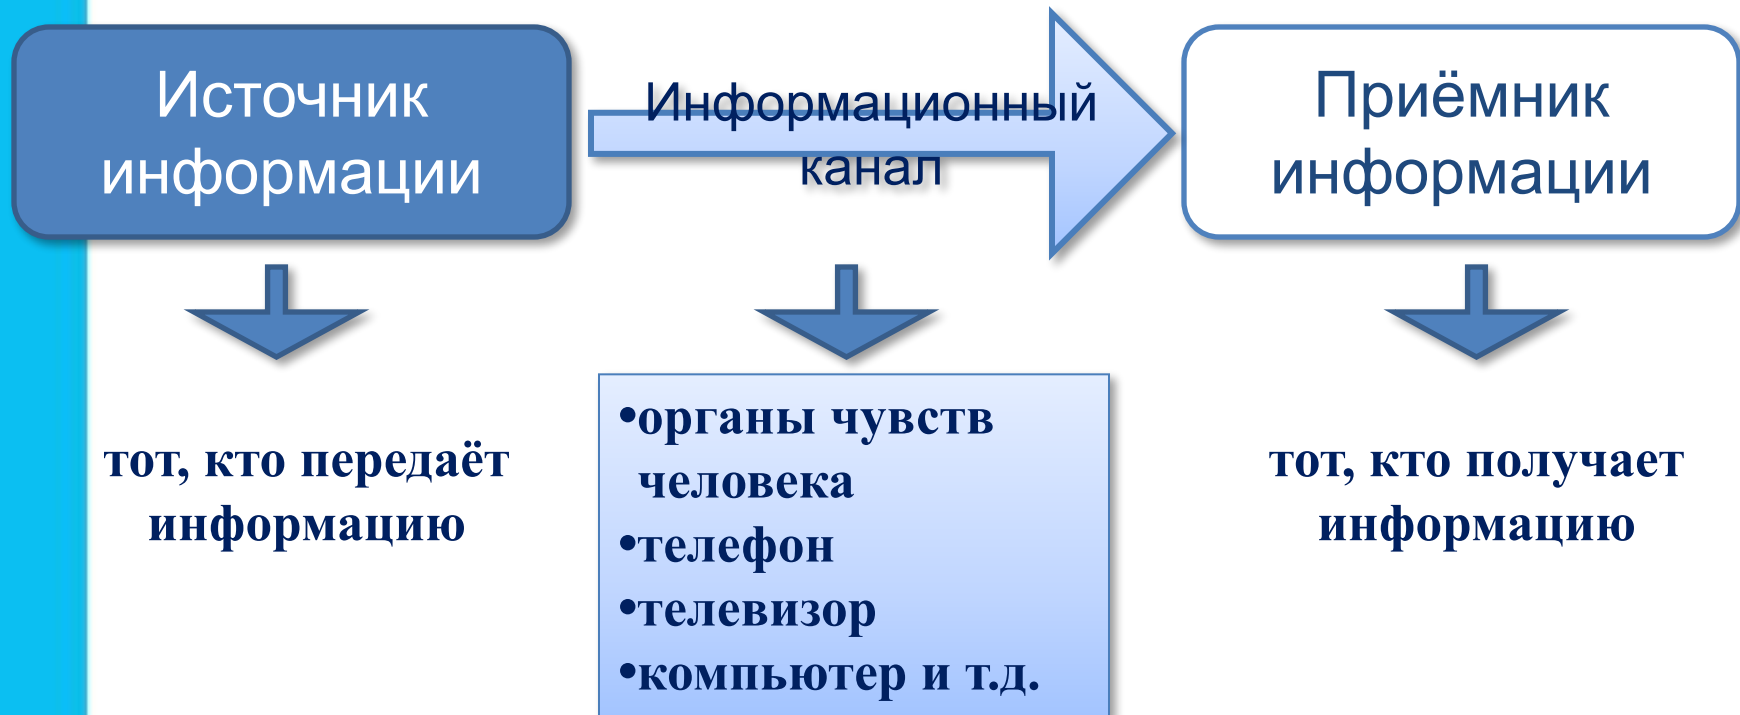 Источник
информации
Информационный
канал
Приёмник
информации
тот, кто передаёт
информацию
•органы чувств
человека
•телефон
•телевизор
•компьютер и т.д.
тот, кто получает
информацию